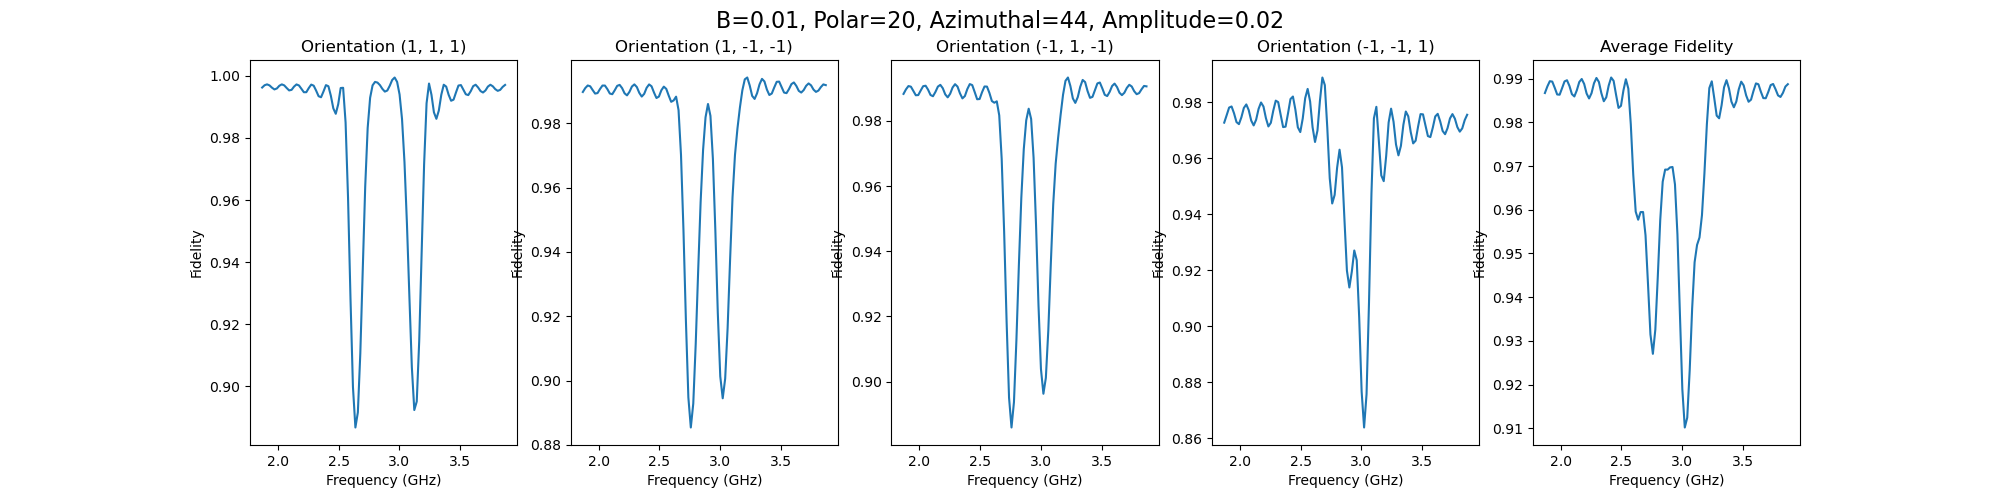 B=0.01, Polar=20, Azimuthal=44, Amplitude=0.02
Orientation (1, 1, 1)
1.00
0.98
0.96
0.94
0.92
0.90
Fidelity
2.0 2.5 3.0 3.5
Frequency (GHz)
Orientation (1, -1, -1)
0.98
0.96
0.94
0.92
0.90
0.88
Fidelity
2.0 2.5 3.0 3.5
Frequency (GHz)
Orientation (-1, 1, -1)
0.98
0.96
0.94
0.92
0.90
Fidelity
2.0 2.5 3.0 3.5
Frequency (GHz)
Orientation (-1, -1, 1)
0.98
0.96
0.94
0.92
0.90
0.88
0.86
Fidelity
2.0 2.5 3.0 3.5
Frequency (GHz)
Average Fidelity
0.99
0.98
0.97
0.96
0.95
0.94
0.93
0.92
0.91
Fidelity
2.0 2.5 3.0 3.5
Frequency (GHz)